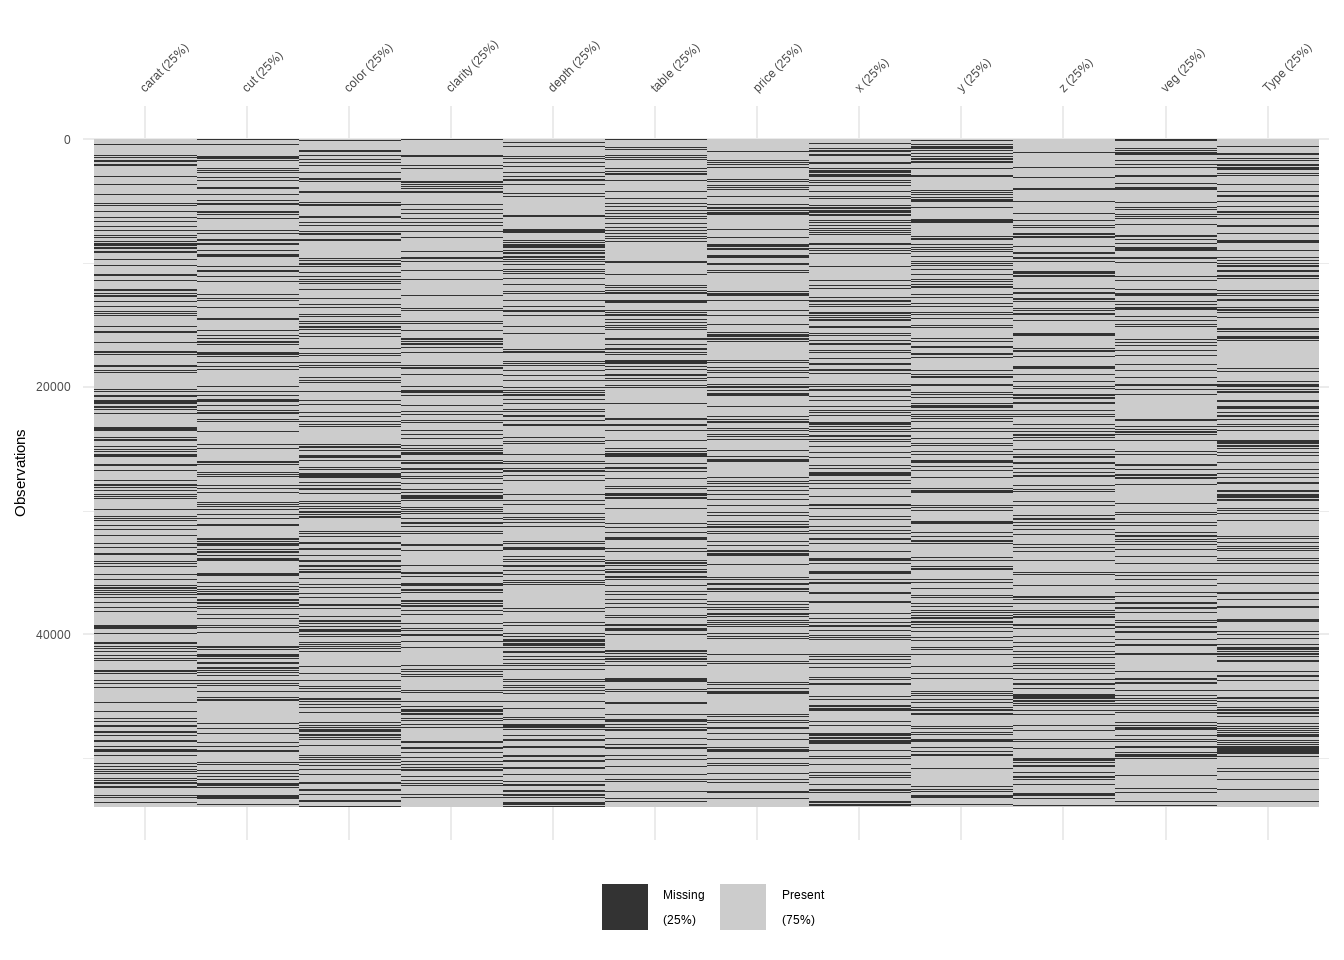 carat (25%)
cut (25%)
color (25%)
clarity (25%)
depth (25%)
table (25%)
price (25%)
x (25%)
y (25%)
z (25%)
veg (25%)
Type (25%)
0
20000
40000
Observations
Missing
(25%)
Present
(75%)